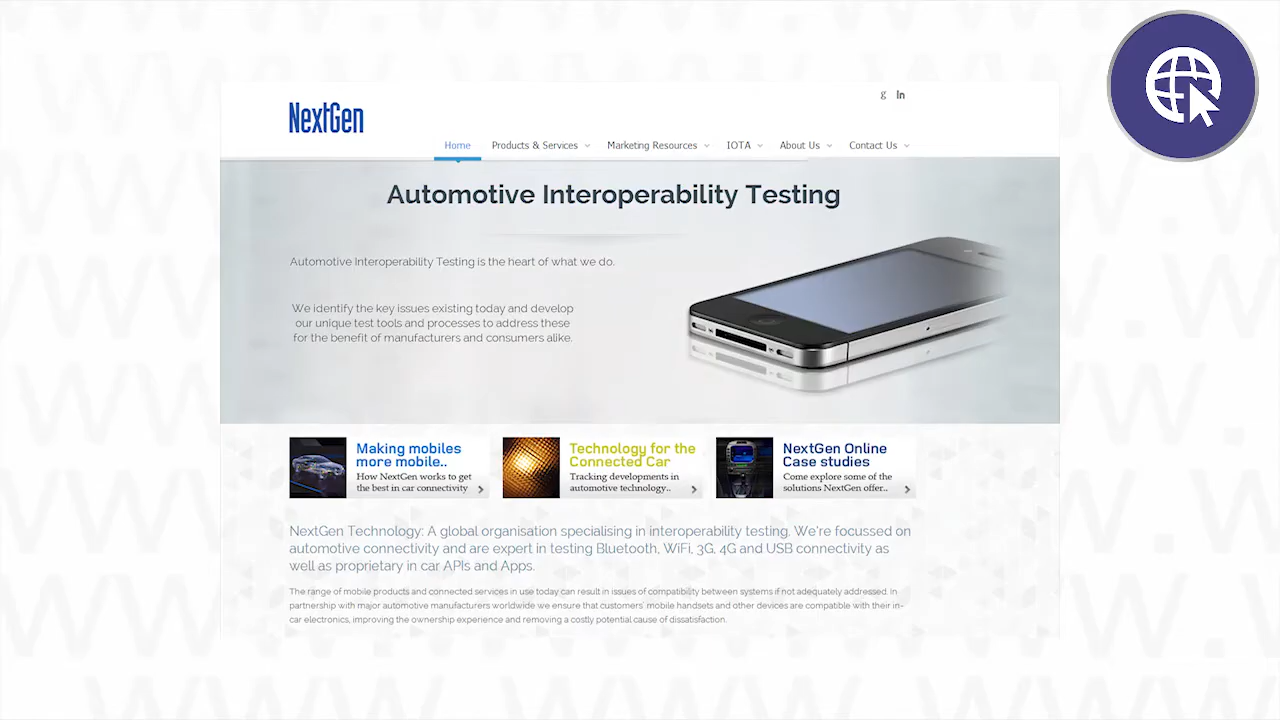 g in
NextGen
Home Products & Services Marketing Resources IOTA About Us Contact Us
Automotive Interoperability Testing
Automotive Interoperability Testing is the heart of what we do.
We identify the key issues existing today and develop
our unique test tools and processes to address these
for the benefit of manufacturers and consumers alike.
Making mobiles
more mobile..
How NextGen works to get
the best in car connectivity
Technology for the
Connected Car
Tracking developments in
automotive technology..
NextGen Online
Case studies
Come explore some of the
solutions NextGen offer..
NextGen Technology: A global organisation specialising in interoperability testing. We're focussed on
automotive connectivity and are expert in testing Bluetooth, WiFi, 3G, 4G and USB connectivity as
well as proprietary in car APIs and Apps.
The range of mobile products and connected services in use today can result in issues of compatibility between systems if not adequately addressed. In
partnership with major automotive manufacturers worldwide we ensure that customers' mobile handsets and other devices are compatible with their in-
car electronics, improving the ownership experience and removing a costly potential cause of dissatisfaction.